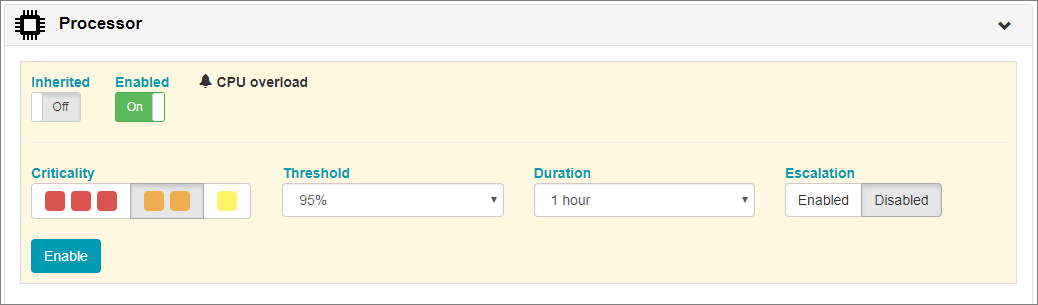 Processor
Inherited Enabled CPU overload
Off On
Criticality Threshold Duration Escalation
95% 1 hour Enabled Disabled
Enable